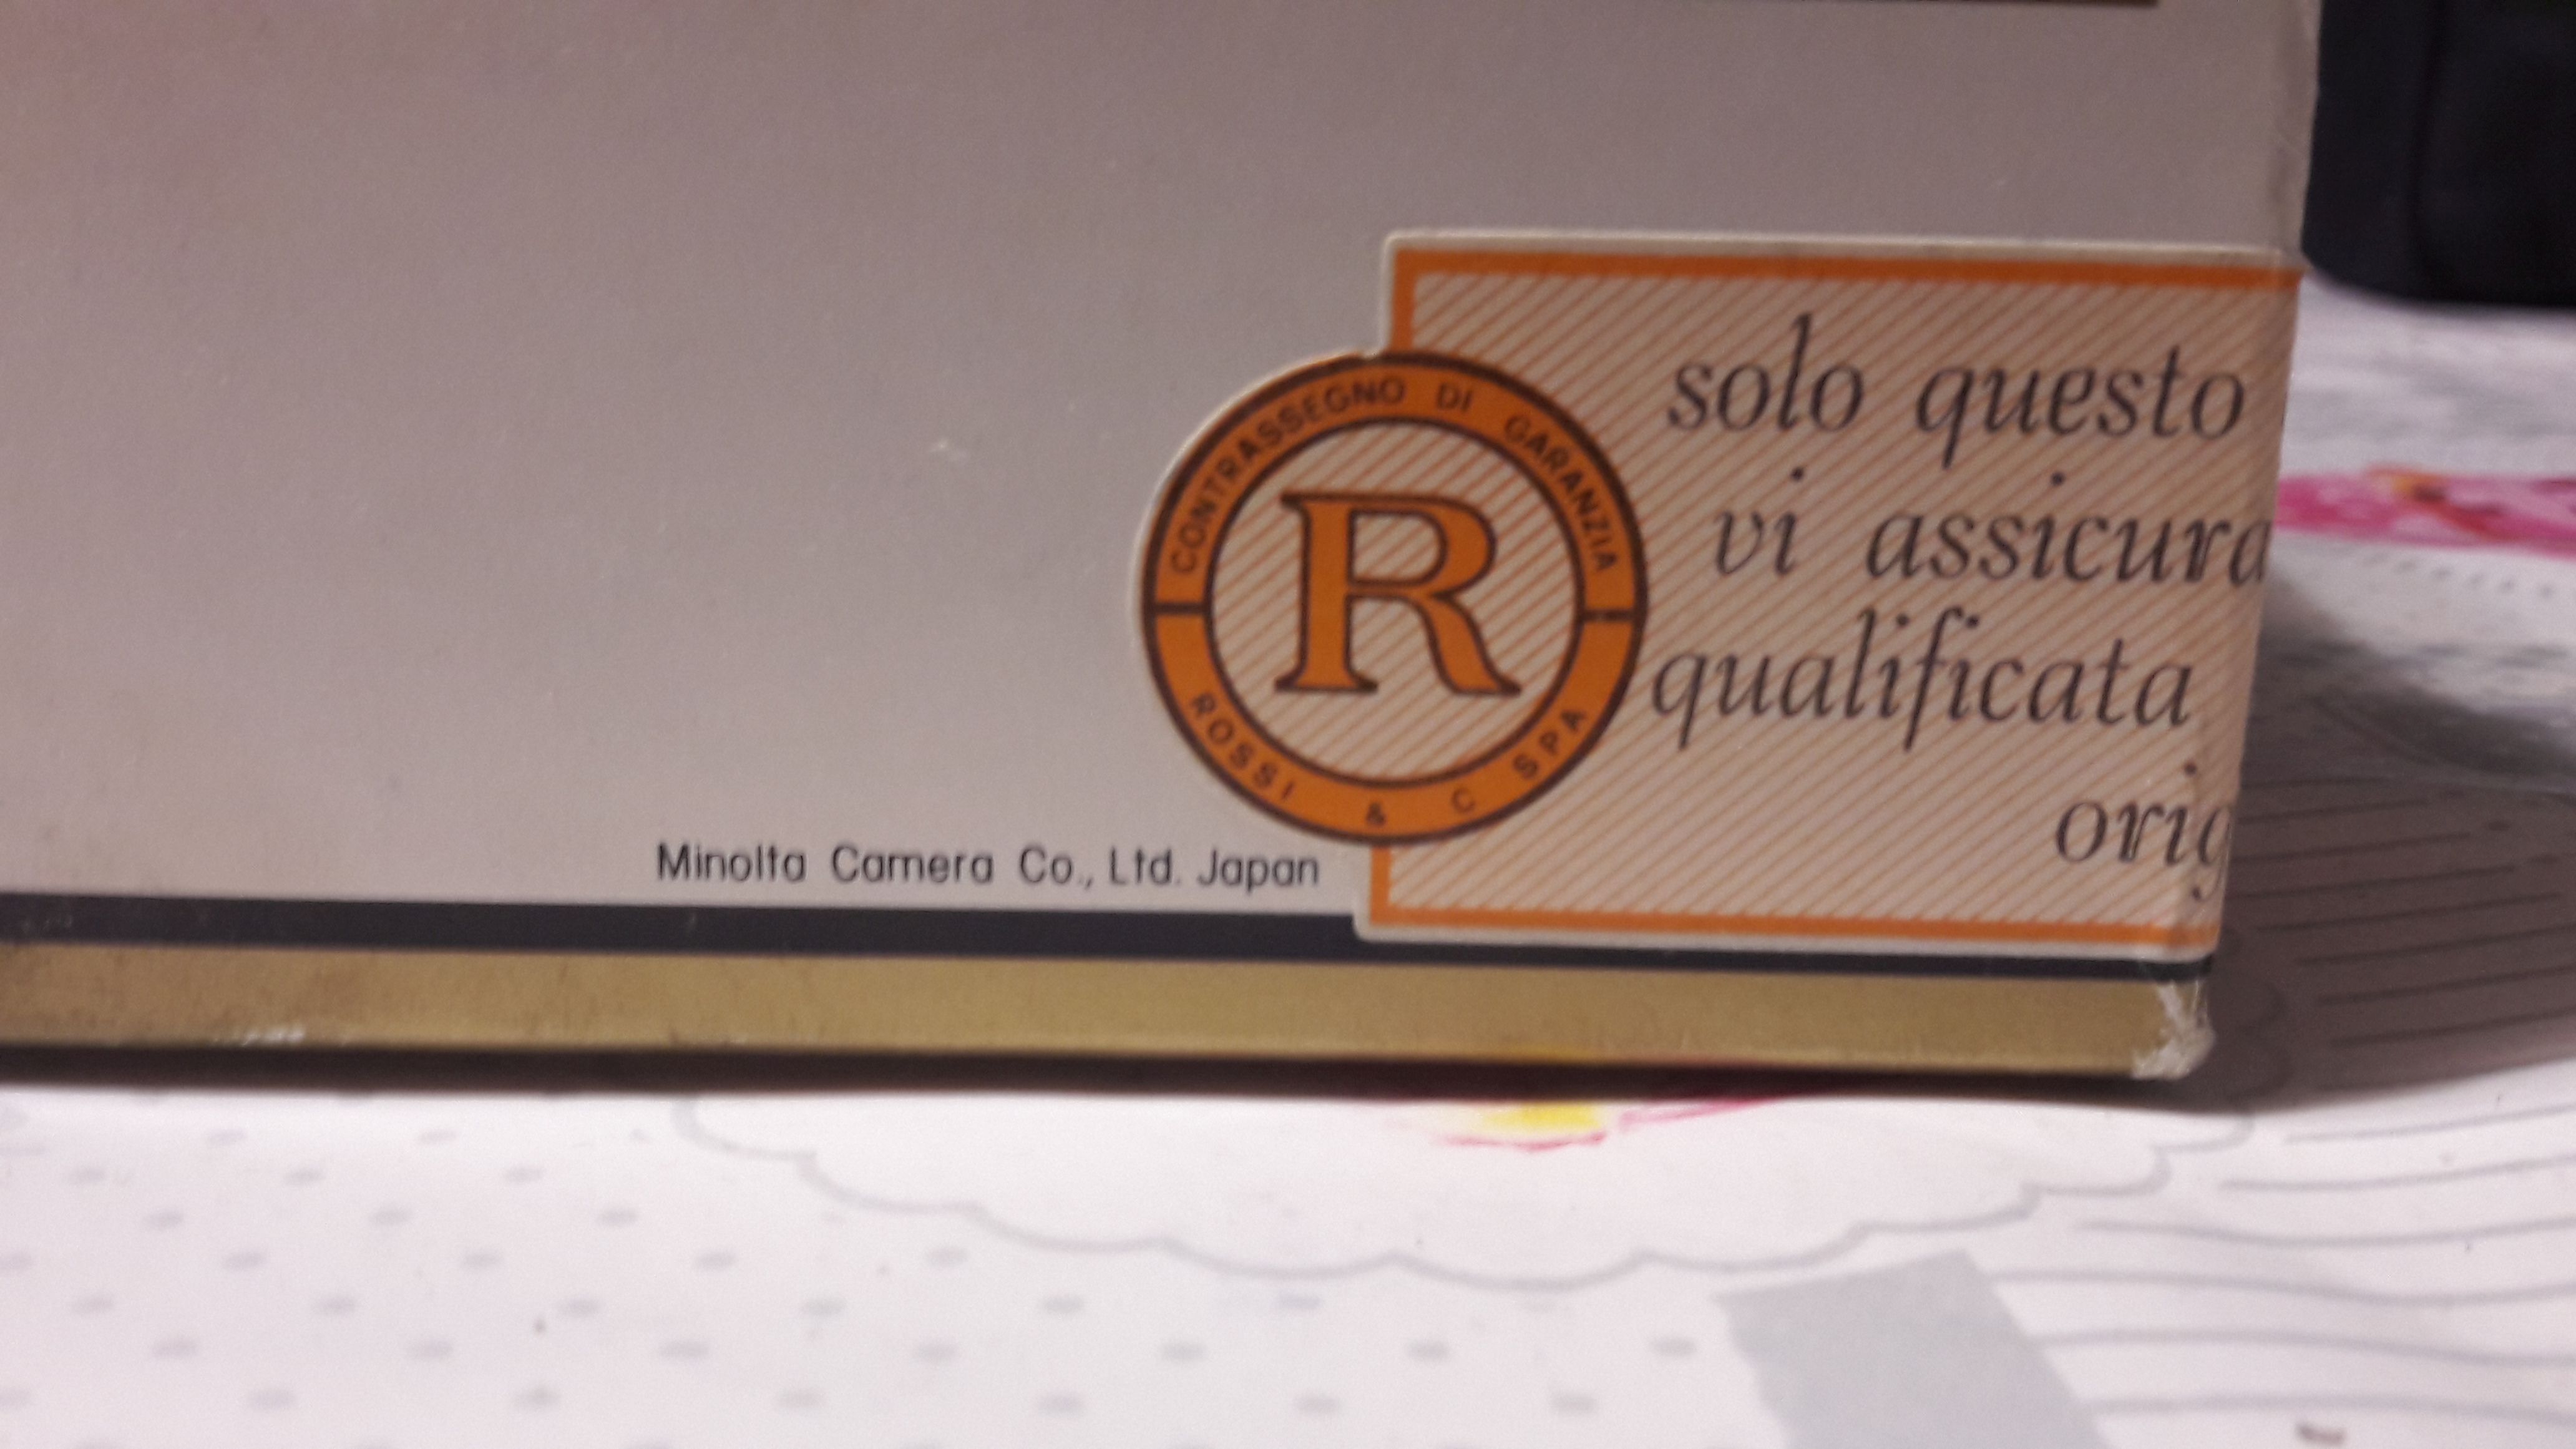 solo questo
vi assicura
qualificata
orig
CONTRASSEGNO DI GARANZIA
R
ROSSI & C SPA
Minolta Camera Co., Ltd. Japan